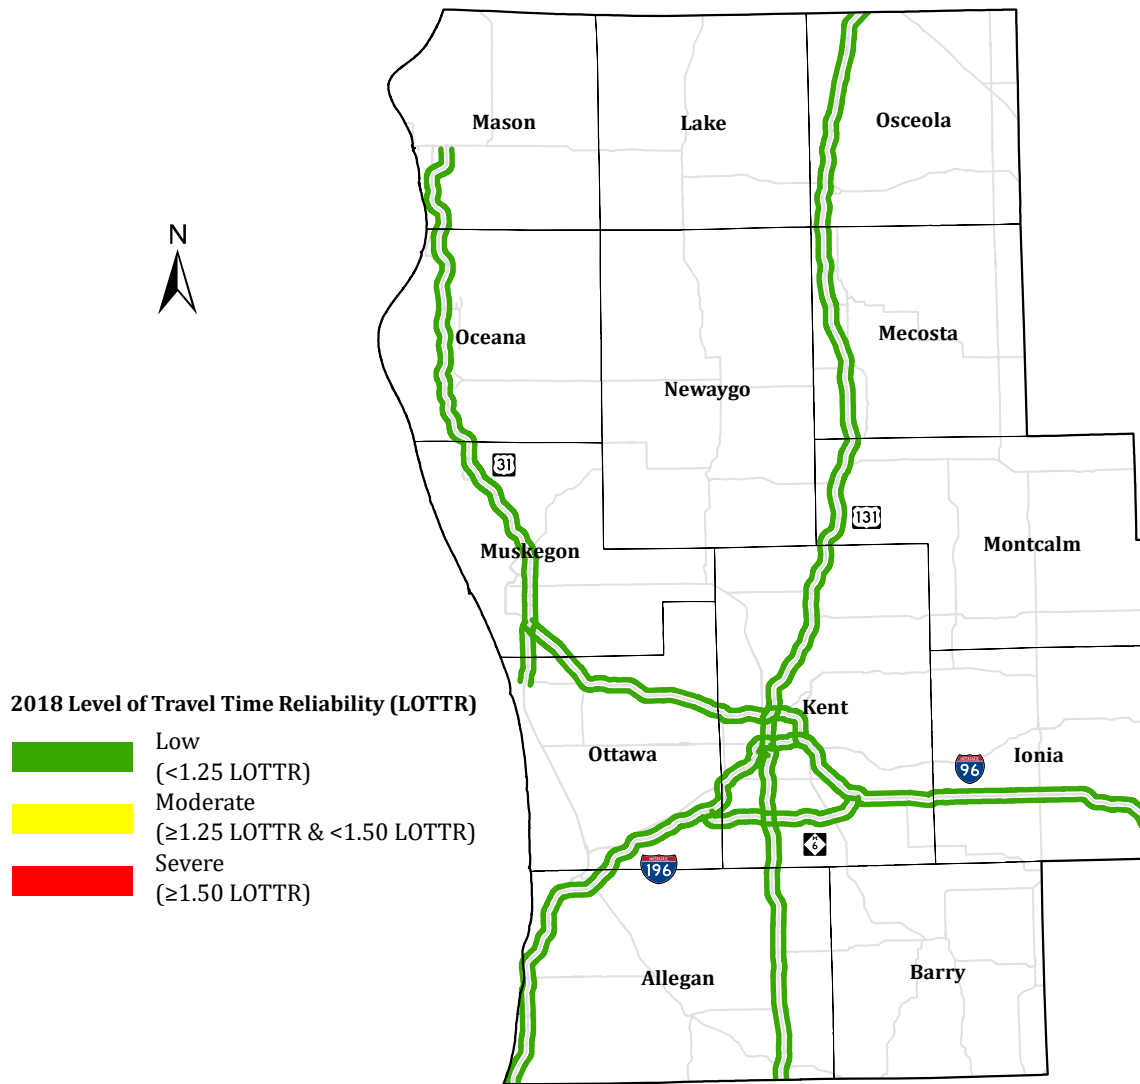 Mason
Lake
Osceola
N
Oceana
Mecosta
Newaygo
31
131
Muskegon
Montcalm
2018 Level of Travel Time Reliability (LOTTR)
Low
(<1.25 LOTTR)
Moderate
(≥1.25 LOTTR & <1.50 LOTTR)
Severe
(≥1.50 LOTTR)
Kent
Ottawa
Ionia
INTERSTATE
96
M
6
INTERSTATE
196
Allegan
Barry